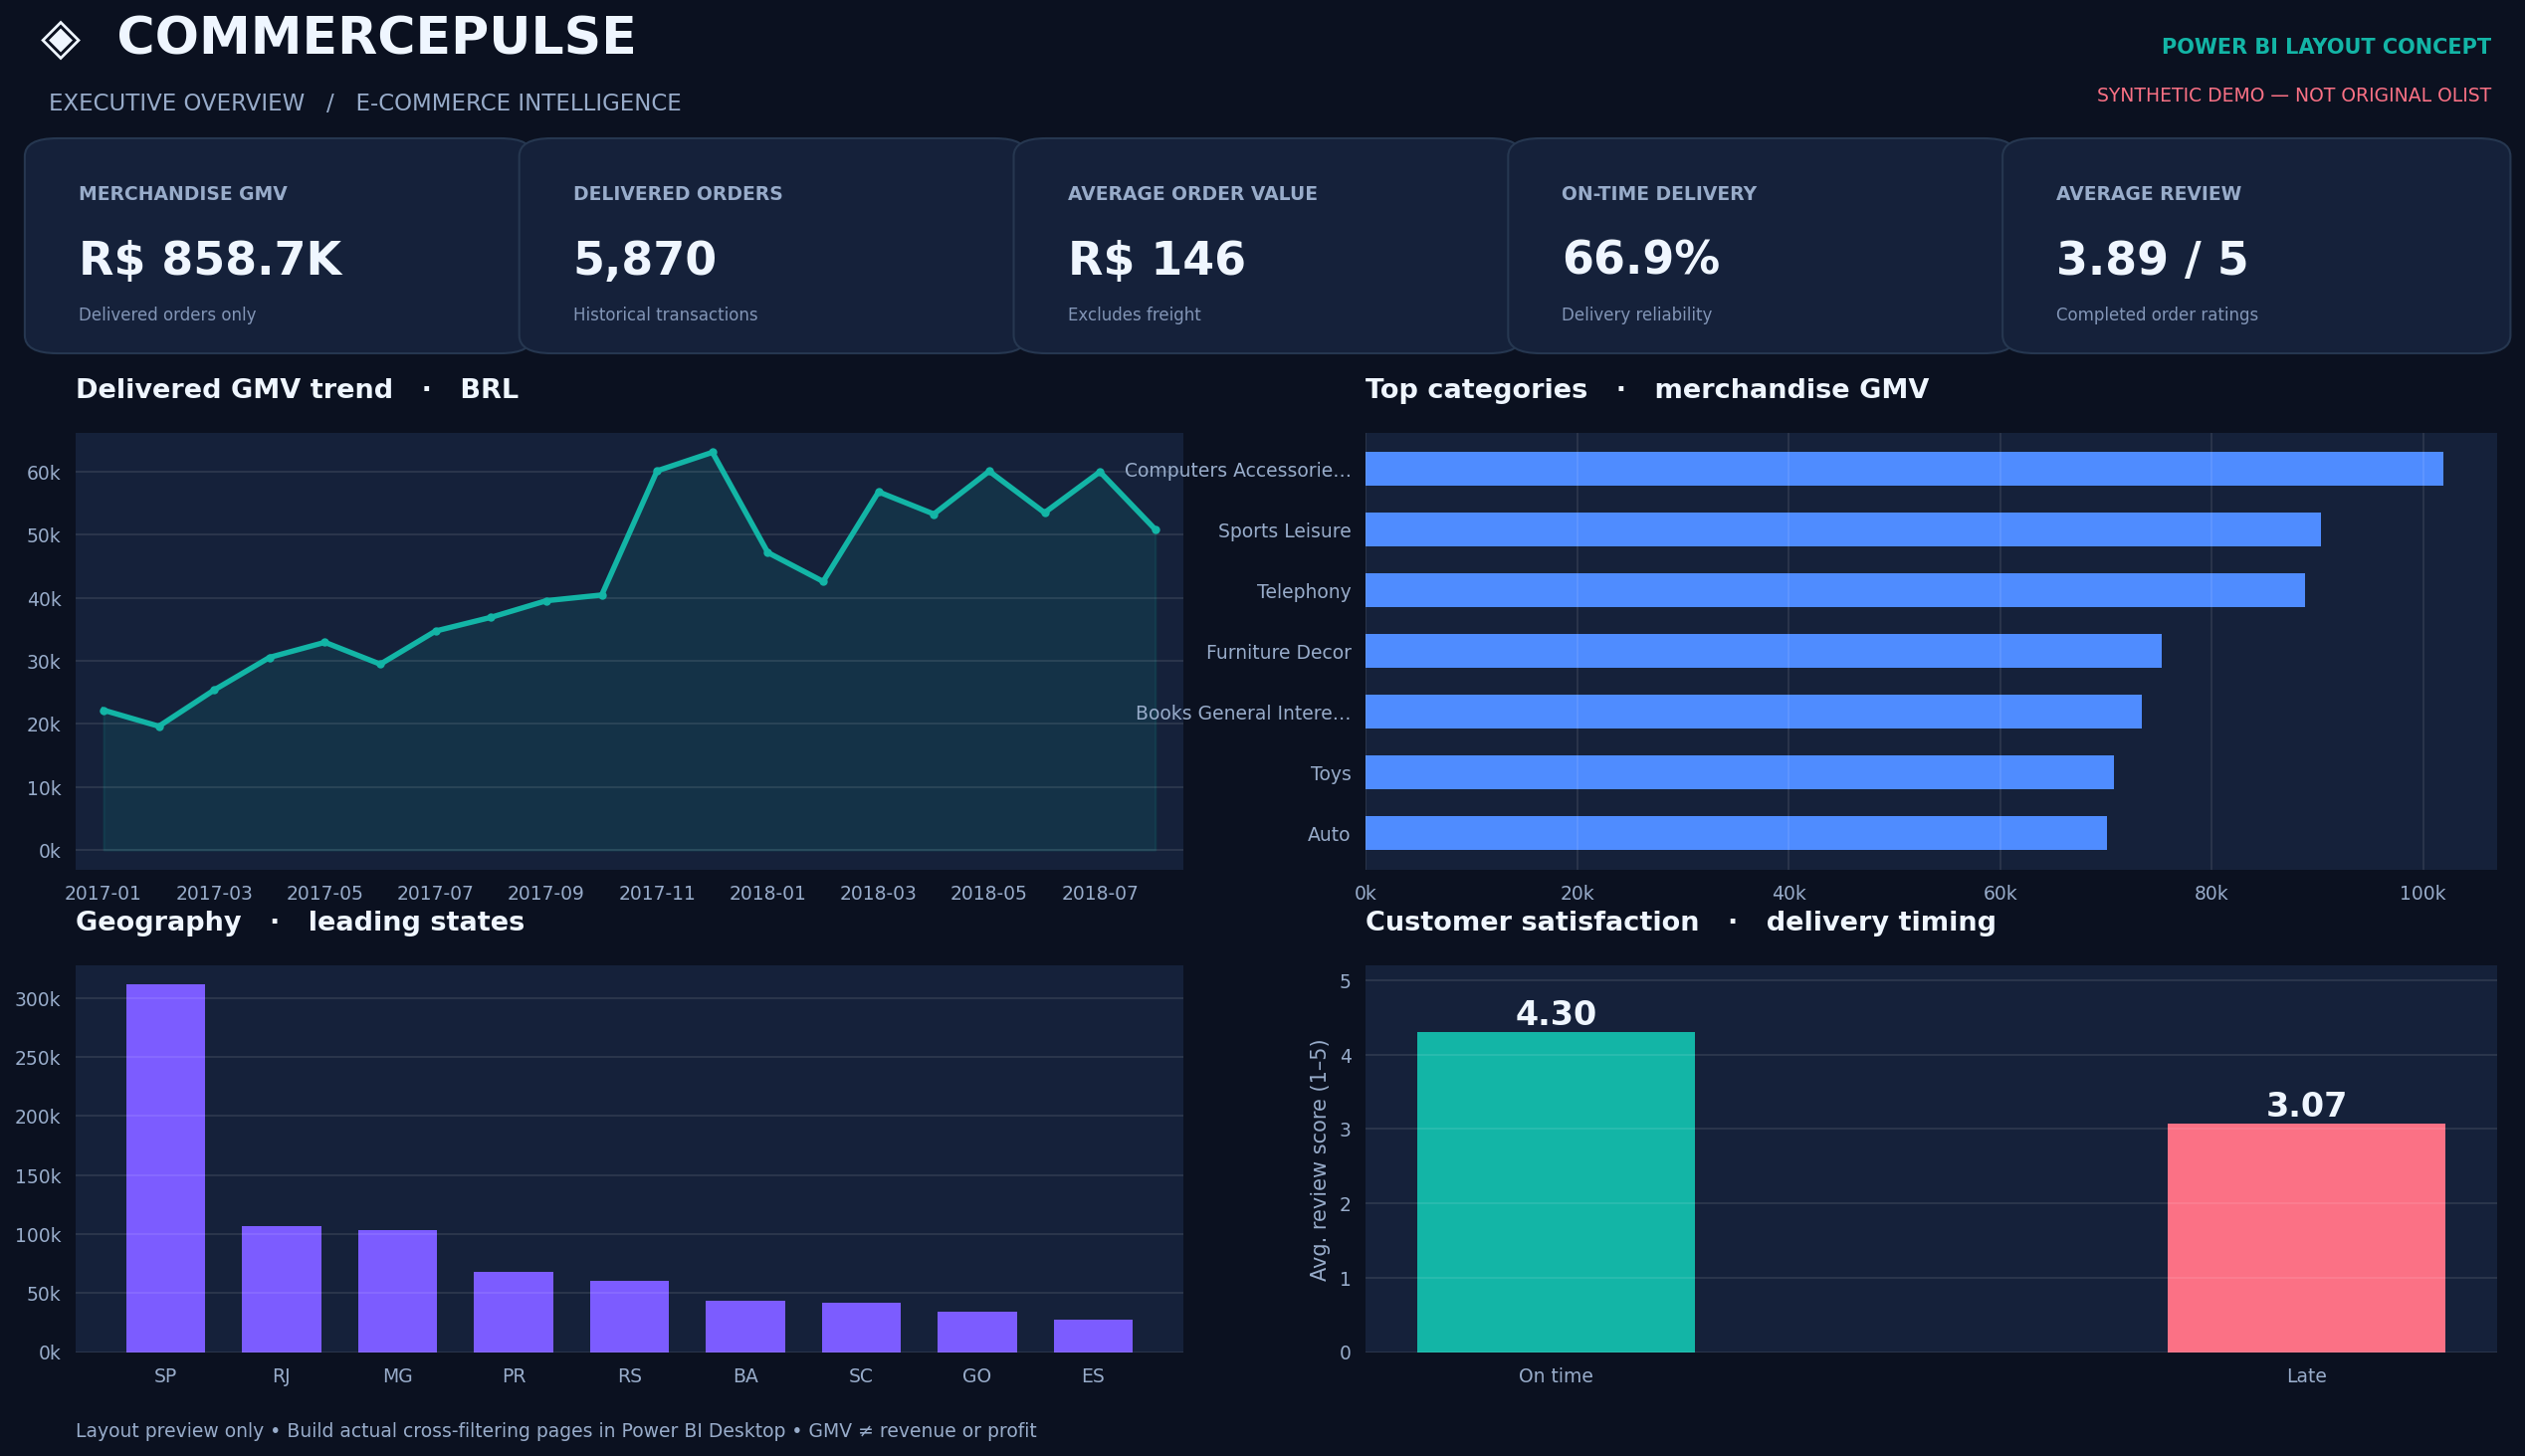 ◈ COMMERCEPULSE
POWER BI LAYOUT CONCEPT
EXECUTIVE OVERVIEW / E-COMMERCE INTELLIGENCE
SYNTHETIC DEMO — NOT ORIGINAL OLIST
MERCHANDISE GMV
R$ 858.7K
Delivered orders only
DELIVERED ORDERS
5,870
Historical transactions
AVERAGE ORDER VALUE
R$ 146
Excludes freight
ON-TIME DELIVERY
66.9%
Delivery reliability
AVERAGE REVIEW
3.89 / 5
Completed order ratings
Delivered GMV trend · BRL
60k
50k
40k
30k
20k
10k
0k
2017-01 2017-03 2017-05 2017-07 2017-09 2017-11 2018-01 2018-03 2018-05 2018-07
Top categories · merchandise GMV
Computers Accessorie...
Sports Leisure
Telephony
Furniture Decor
Books General Intere...
Toys
Auto
0k 20k 40k 60k 80k 100k
Geography · leading states
300k
250k
200k
150k
100k
50k
0k
SP RJ MG PR RS BA SC GO ES
Customer satisfaction · delivery timing
Avg. review score (1–5)
5
4
3
2
1
0
4.30
3.07
On time Late
Layout preview only • Build actual cross-filtering pages in Power BI Desktop • GMV ≠ revenue or profit